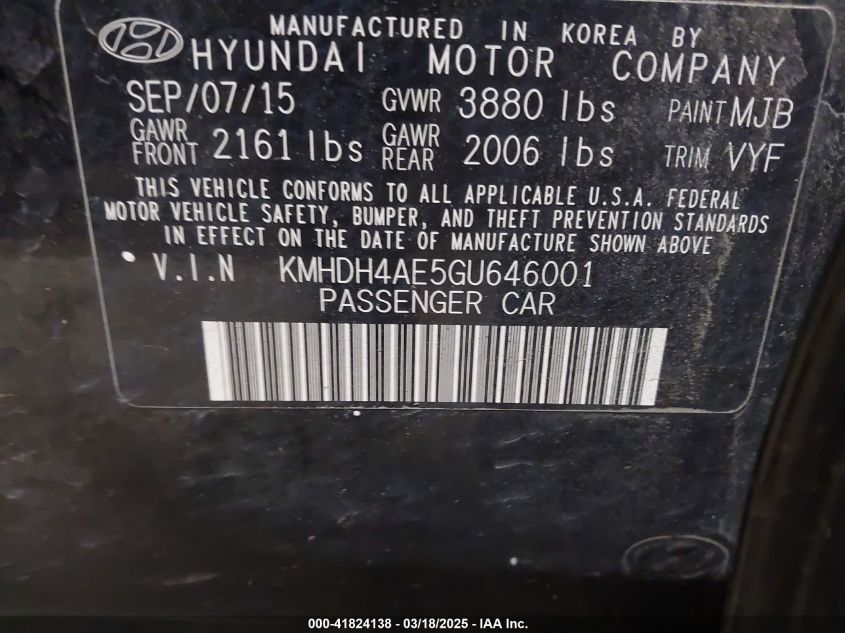 MANUFACTURED IN KOREA BY
HYUNDAI MOTOR COMPANY
SEP/07/15 GVWR 3880 lbs PAINT MJB
GAWR FRONT 2161 lbs GAWR REAR 2006 lbs TRIM VYF
THIS VEHICLE CONFORMS TO ALL APPLICABLE U.S.A. FEDERAL
MOTOR VEHICLE SAFETY, BUMPER, AND THEFT PREVENTION STANDARDS
IN EFFECT ON THE DATE OF MANUFACTURE SHOWN ABOVE
V.I.N KMHDH4AE5GU646001
PASSENGER CAR
000-41824138 - 03/18/2025 - IAA Inc.